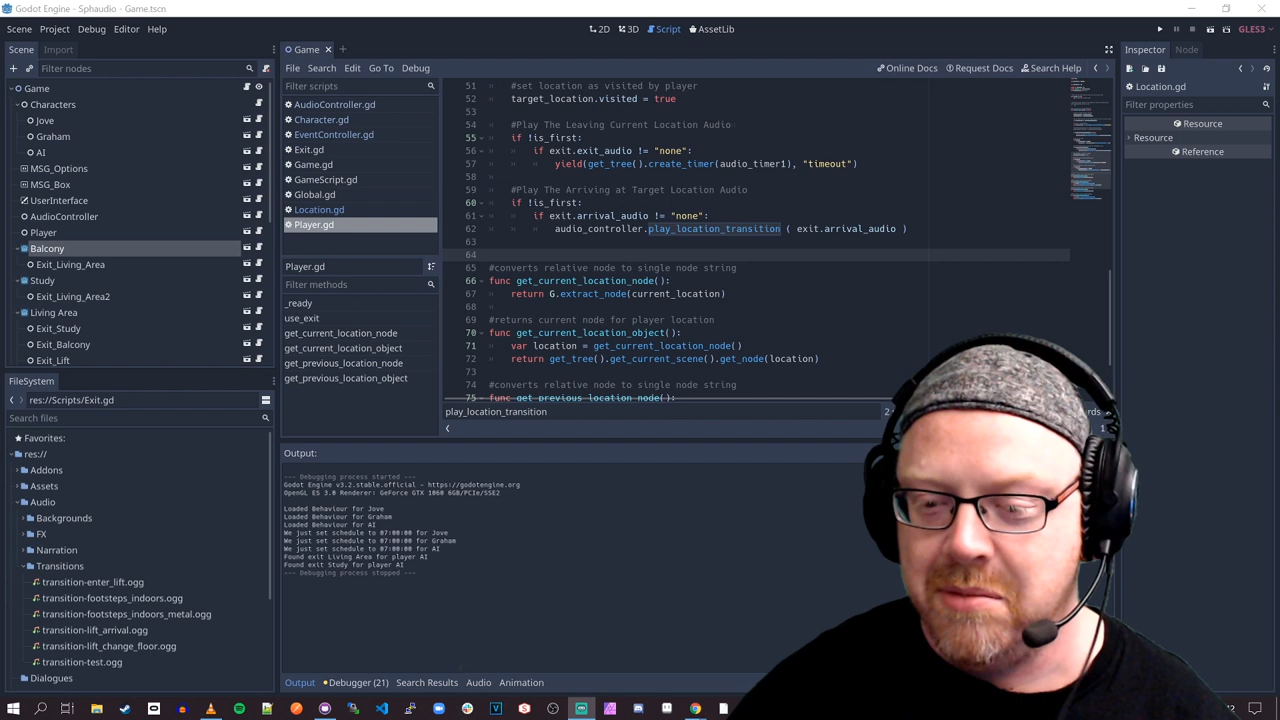 Godot Engine - Sphaudio - Game.tscn
Scene Project Debug Editor Help
2D 3D Script AssetLib
GLES3
Scene Import
Filter nodes
Game
Characters
Jove
Graham
AI
MSG_Options
MSG_Box
UserInterface
AudioController
Player
Balcony
Exit_Living_Area
Study
Exit_Living_Area2
Living Area
Exit_Study
Exit_Balcony
Exit_Lift
FileSystem
res://Scripts/Exit.gd
Search files
Favorites:
res://
Addons
Assets
Audio
Backgrounds
FX
Narration
Transitions
transition-enter_lift.ogg
transition-footsteps_indoors.ogg
transition-footsteps_indoors_metal.ogg
transition-lift_arrival.ogg
transition-lift_change_floor.ogg
transition-test.ogg
Dialogues
Game
File Search Edit Go To Debug
Online Docs Request Docs Search Help
Filter scripts
AudioController.gd
Character.gd
EventController.gd
Exit.gd
Game.gd
GameScript.gd
Global.gd
Location.gd
Player.gd
Player.gd
Filter methods
_ready
use_exit
get_current_location_node
get_current_location_object
get_previous_location_node
get_previous_location_object
51 #set location as visited by player
52 target_location.visited = true
53
54 #Play The Leaving Current Location Audio
55 if !is_first:
56 if exit.exit_audio != "none":
57 yield(get_tree().create_timer(audio_timer1), "timeout")
58
59 #Play The Arriving at Target Location Audio
60 if !is_first:
61 if exit.arrival_audio != "none":
62 audio_controller.play_location_transition ( exit.arrival_audio )
63
64
65 #converts relative node to single node string
66 func get_current_location_node():
67 return G.extract_node(current_location)
68
69 #returns current node for player location
70 func get_current_location_object():
71 var location = get_current_location_node()
72 return get_tree().get_current_scene().get_node(location)
73
74 #converts relative node to single node string
75 func get_previous_location_node():
play_location_transition
2
Output:
--- Debugging process started ---
Godot Engine v3.2.stable.official - https://godotengine.org
OpenGL ES 3.0 Renderer: GeForce GTX 1060 6GB/PCIe/SSE2
Loaded Behaviour for Jove
Loaded Behaviour for Graham
Loaded Behaviour for AI
We just set schedule to 07:00:00 for Jove
We just set schedule to 07:00:00 for Graham
We just set schedule to 07:00:00 for AI
Found exit Living Area for player AI
Found exit Study for player AI
--- Debugging process stopped ---
Output Debugger (21) Search Results Audio Animation
Inspector Node
Location.gd
Filter properties
Resource
Resource
Reference